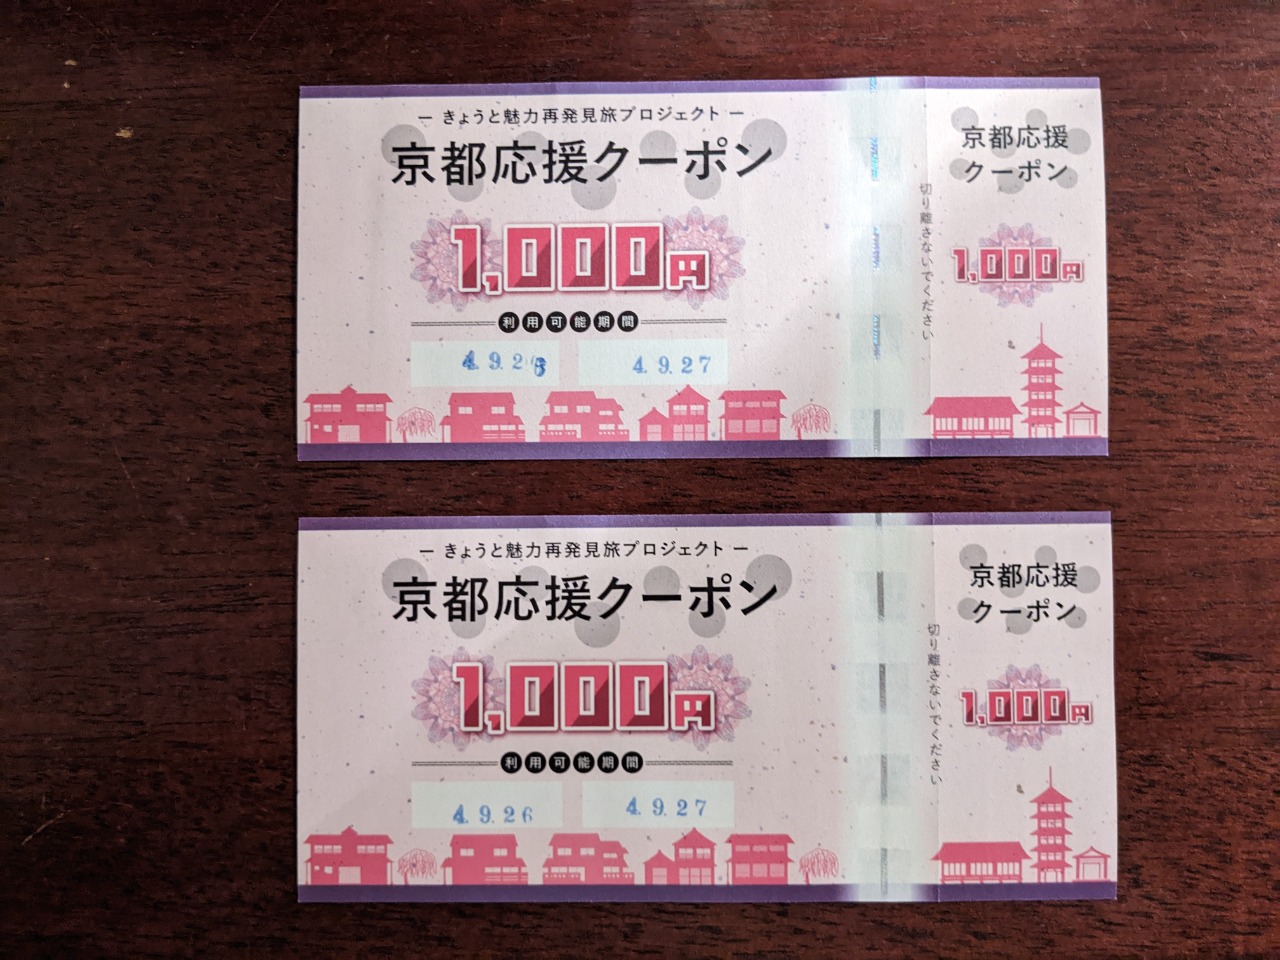 ー きょうと魅力再発見旅プロジェクト ー
京都応援クーポン
1,000円
利用可能期間
4.9.26
4.9.27
切り離さないでください
京都応援
クーポン
1,000円
ー きょうと魅力再発見旅プロジェクト ー
京都応援クーポン
1,000円
利用可能期間
4.9.26
4.9.27
切り離さないでください
京都応援
クーポン
1,000円